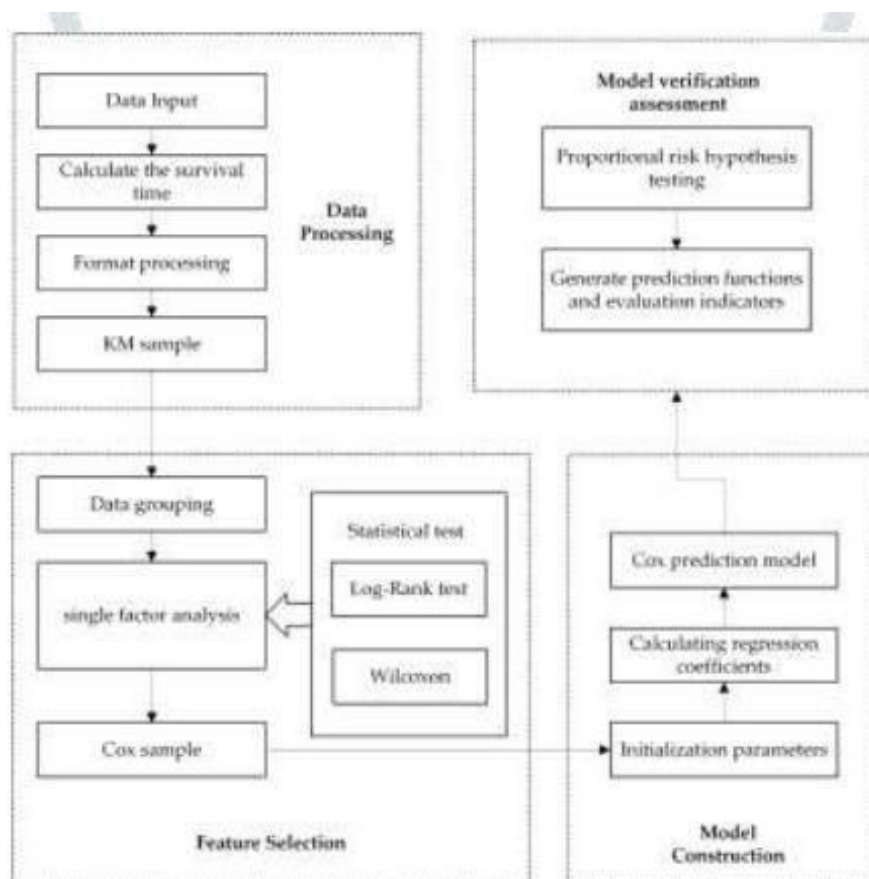 Data Input
Calculate the survival
time
Format processing
KM sample
Data
Processing
Model verification
assessment
Proportional risk hypothesis
testing
Generate prediction functions
and evaluation indicators
Data grouping
single factor analysis
Cox sample
Statistical test
Log-Rank test
Wilcoxon
Feature Selection
Cox prediction model
Calculating regression
coefficients
Initialization parameters
Model
Construction